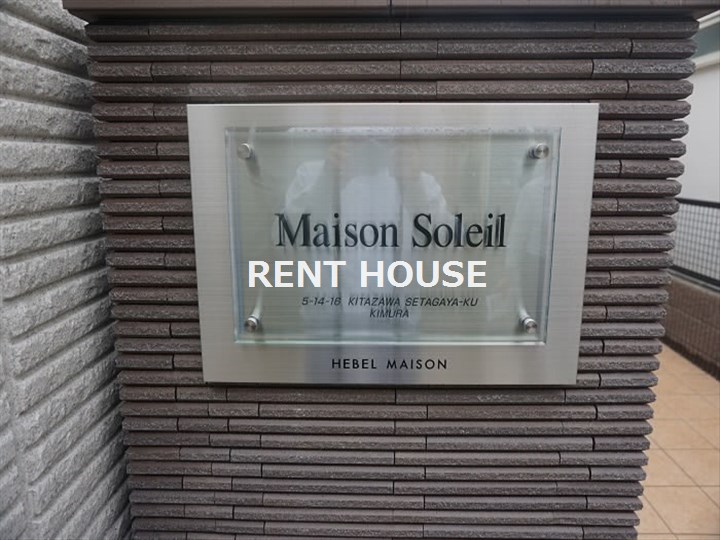 Maison Soleil
RENT HOUSE
5-14-16 KITAZAWA SETAGAYA-KU
KIMURA
HEBEL MAISON